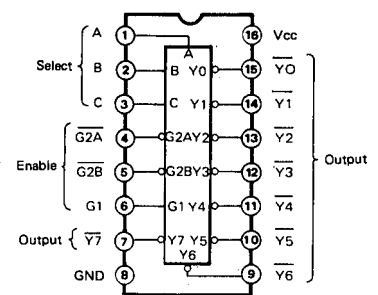 A 1 A 16 Vcc
Select B 2 B Y0 15 Y0
C 3 C Y1 14 Y1
G2A 4 G2A Y2 13 Y2
Enable G2B 5 G2B Y3 12 Y3 Output
G1 6 G1 Y4 11 Y4
Output Y7 7 Y7 Y5 10 Y5
Y6
GND 8 9 Y6